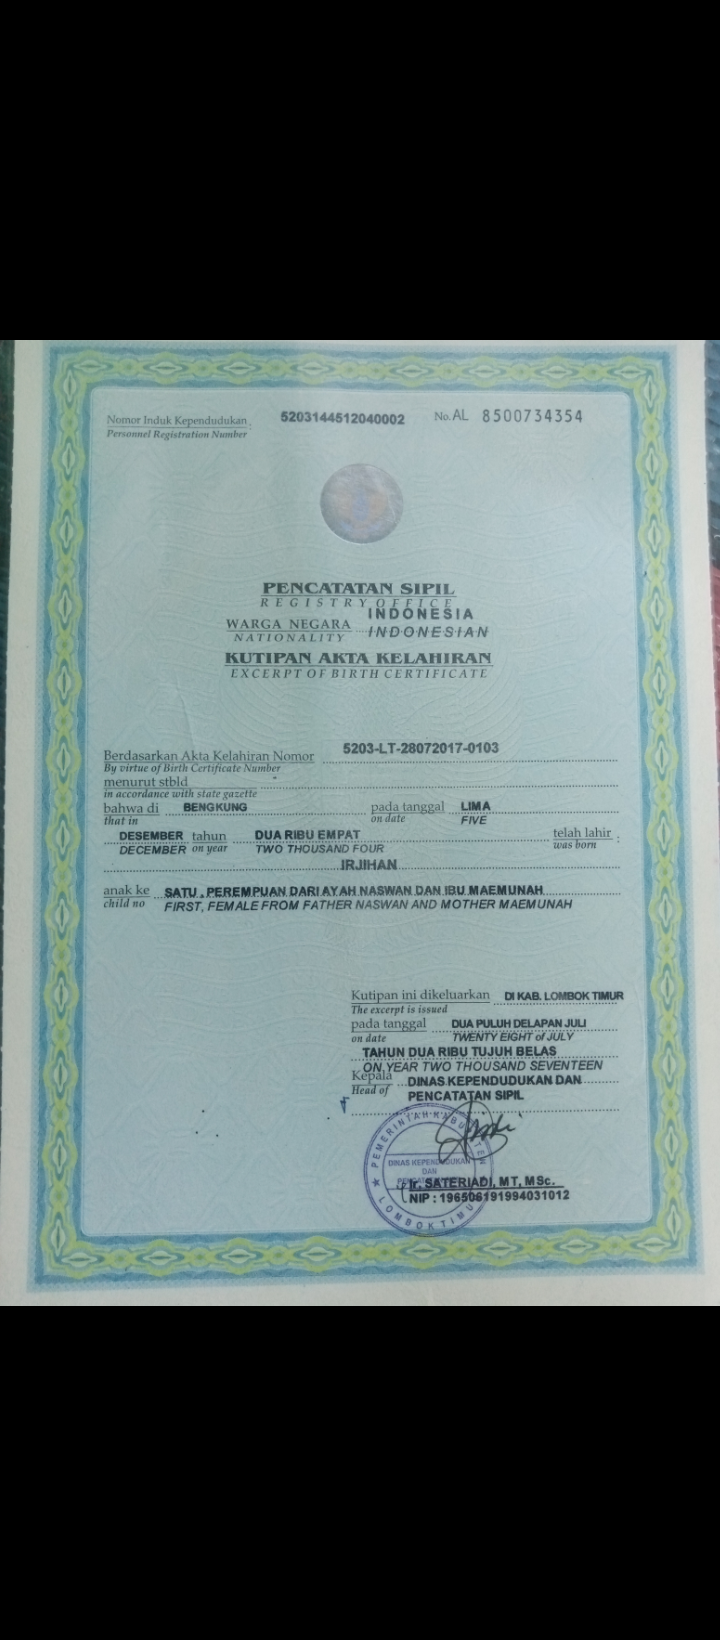 Nomor Induk Kependudukan : 5203144512040002 No. AL 8500734354
Personnel Registration Number
PENCATATAN SIPIL
REGISTRY OFFICE
WARGA NEGARA INDONESIA
NATIONALITY INDONESIAN
KUTIPAN AKTA KELAHIRAN
EXCERPT OF BIRTH CERTIFICATE
Berdasarkan Akta Kelahiran Nomor 5203-LT-28072017-0103
By virtue of Birth Certificate Number
menurut stbld
in accordance with state gazette
bahwa di BENGKUNG pada tanggal LIMA
that in on date FIVE
DESEMBER tahun DUA RIBU EMPAT telah lahir :
DECEMBER on year TWO THOUSAND FOUR was born
IRJIHAN
anak ke SATU , PEREMPUAN DARI AYAH NASWAN DAN IBU MAEMUNAH
child no FIRST, FEMALE FROM FATHER NASWAN AND MOTHER MAEMUNAH
Kutipan ini dikeluarkan DI KAB. LOMBOK TIMUR
The excerpt is issued
pada tanggal DUA PULUH DELAPAN JULI
on date TWENTY EIGHT of JULY
TAHUN DUA RIBU TUJUH BELAS
ON YEAR TWO THOUSAND SEVENTEEN
Kepala DINAS KEPENDUDUKAN DAN
Head of PENCATATAN SIPIL
PEMERINTAH KABUPATEN
DINAS KEPENDUDUKAN
DAN
LOMBOK TIMUR
Ir. SATERIADI, MT, MSc.
NIP : 196506191994031012